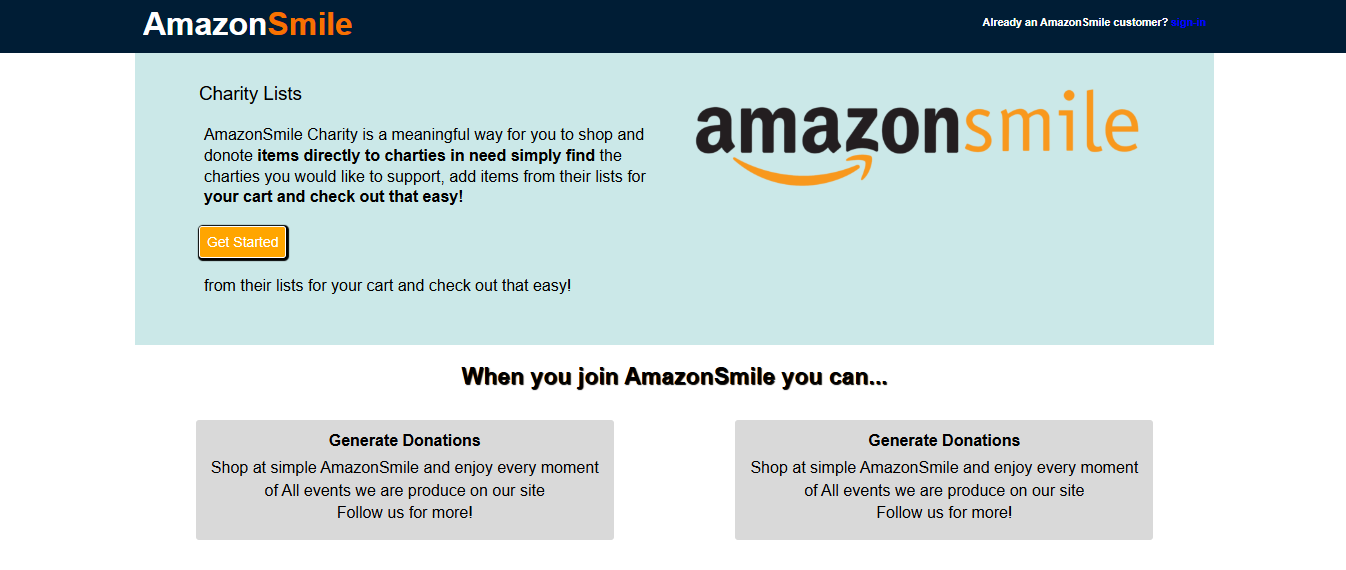 AmazonSmile
Already an AmazonSmile customer? sign in
Charity Lists
AmazonSmile Charity is a meaningful way for you to shop and
donote items directly to charties in need simply find the
charties you would like to support, add items from their lists for
your cart and check out that easy!
Get Started
from their lists for your cart and check out that easy!
amazonsmile
When you join AmazonSmile you can...
Generate Donations
Shop at simple AmazonSmile and enjoy every moment
of All events we are produce on our site
Follow us for more!
Generate Donations
Shop at simple AmazonSmile and enjoy every moment
of All events we are produce on our site
Follow us for more!